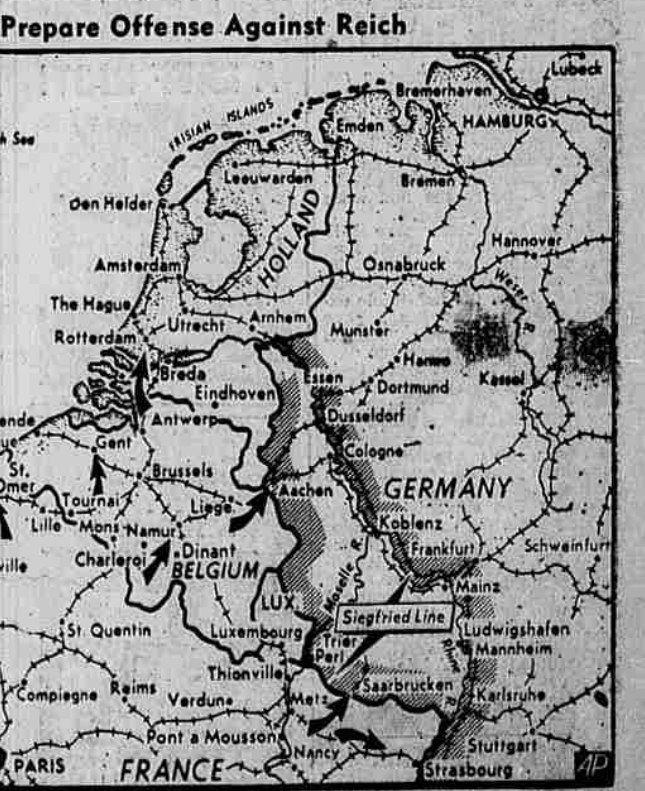 Prepare Offense Against Reich
Lubeck
Bremerhaven
FRISIAN ISLANDS
Emden
HAMBURG
Sea
Leeuwarden
Bremen
Den Helder
HOLLAND
Hannover
Amsterdam
Osnabruck
Weser R.
The Hague
Utrecht
Arnhem
Rotterdam
Munster
Breda
Essen
Hamm
Eindhoven
Dortmund
Kassel
Antwerp
Dusseldorf
Gent
Cologne
St.
Omer
Brussels
Aachen
GERMANY
Tournai
Liege
Lille
Mons
Namur
Koblenz
Charleroi
Dinant
Frankfurt
Schweinfurt
ville
BELGIUM
Moselle R.
Mainz
LUX.
Siegfried Line
St. Quentin
Luxembourg
Trier
Ludwigshafen
Perl
Rhine R.
Mannheim
Thionville
Compiegne
Reims
Verdun
Metz
Saarbrucken
Karlsruhe
Pont a Mousson
Nancy
Stuttgart
PARIS
FRANCE
Strasbourg
AP